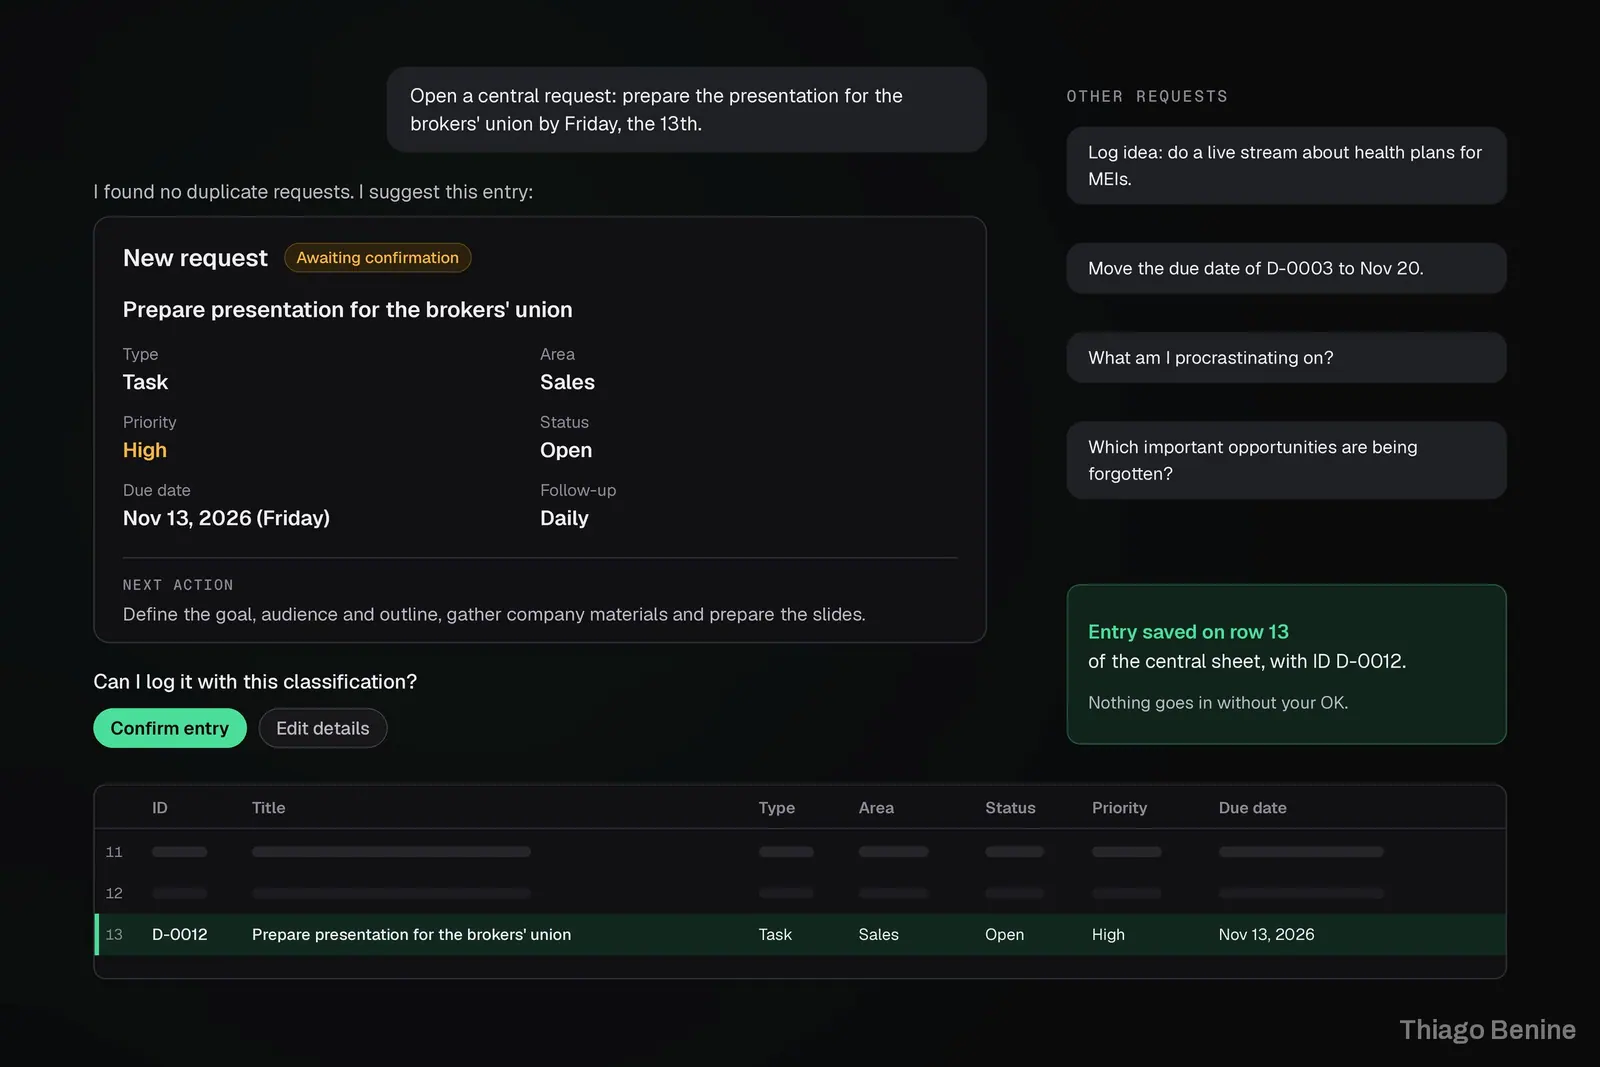 Open a central request: prepare the presentation for the
brokers' union by Friday, the 13th.
I found no duplicate requests. I suggest this entry:
New request
Awaiting confirmation
Prepare presentation for the brokers' union
Type
Task
Area
Sales
Priority
High
Status
Open
Due date
Nov 13, 2026 (Friday)
Follow-up
Daily
NEXT ACTION
Define the goal, audience and outline, gather company materials and prepare the slides.
Can I log it with this classification?
Confirm entry
Edit details
OTHER REQUESTS
Log idea: do a live stream about health plans for
MEIs.
Move the due date of D-0003 to Nov 20.
What am I procrastinating on?
Which important opportunities are being
forgotten?
Entry saved on row 13
of the central sheet, with ID D-0012.
Nothing goes in without your OK.
ID Title Type Area Status Priority Due date
11
12
13 D-0012 Prepare presentation for the brokers' union Task Sales Open High Nov 13, 2026
Thiago Benine